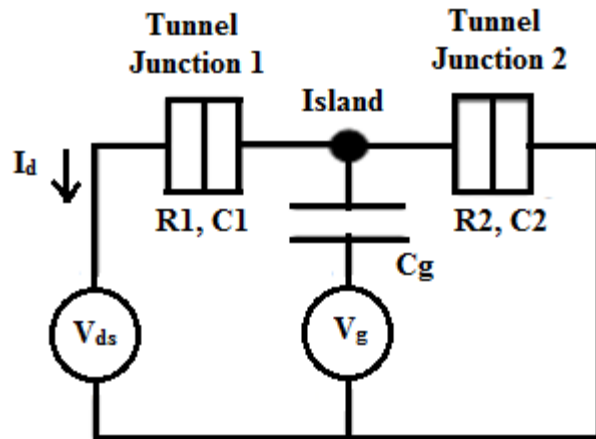 Tunnel
Junction 1
Tunnel
Junction 2
Island
Id
R1, C1
R2, C2
Cg
Vds
Vg